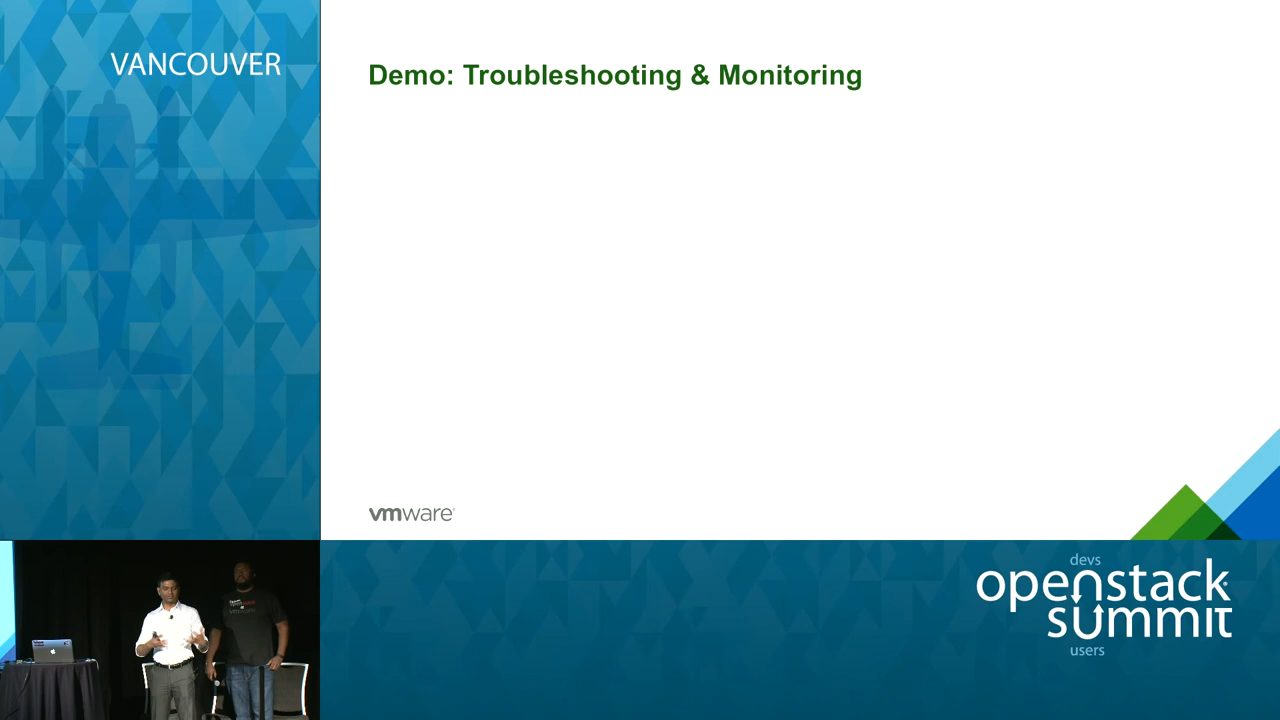 VANCOUVER
Demo: Troubleshooting & Monitoring
vmware
devs
openstack
summit
users